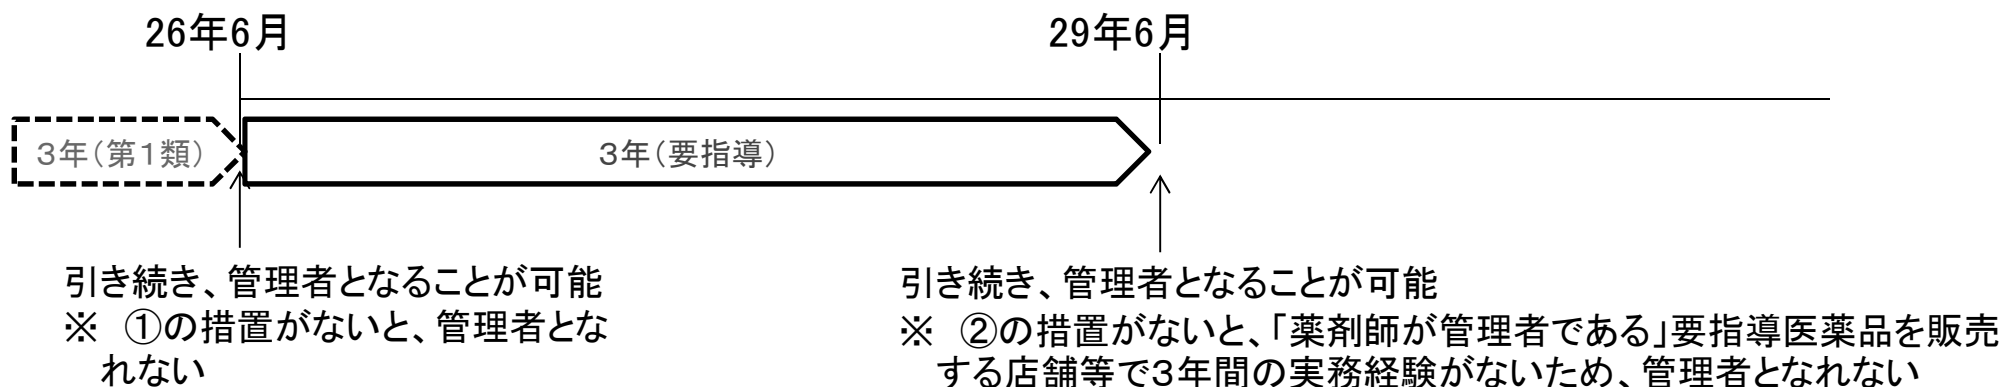 26年6月
29年6月
3年(第1類)
3年(要指導)
引き続き、管理者となることが可能
※ ①の措置がないと、管理者とな
れない
引き続き、管理者となることが可能
※ ②の措置がないと、「薬剤師が管理者である」要指導医薬品を販売
する店舗等で3年間の実務経験がないため、管理者となれない